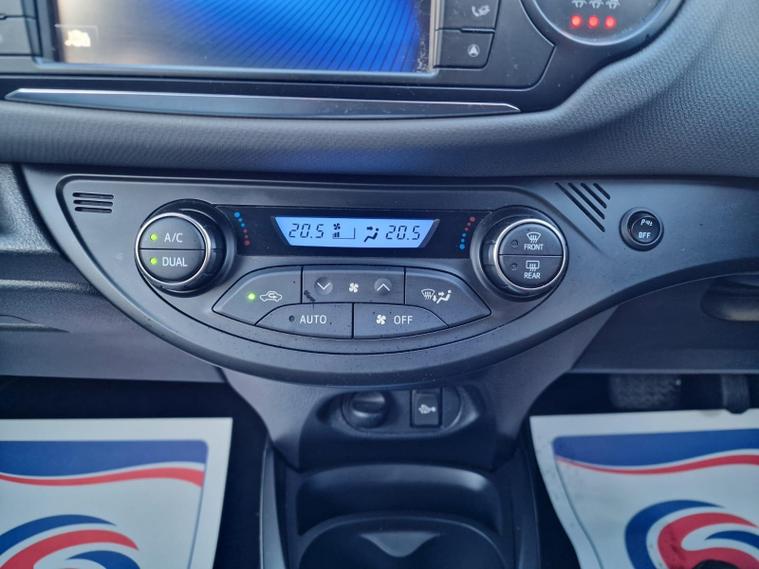 A/C
DUAL
20.5 20.5
FRONT
REAR
OFF
AUTO
OFF